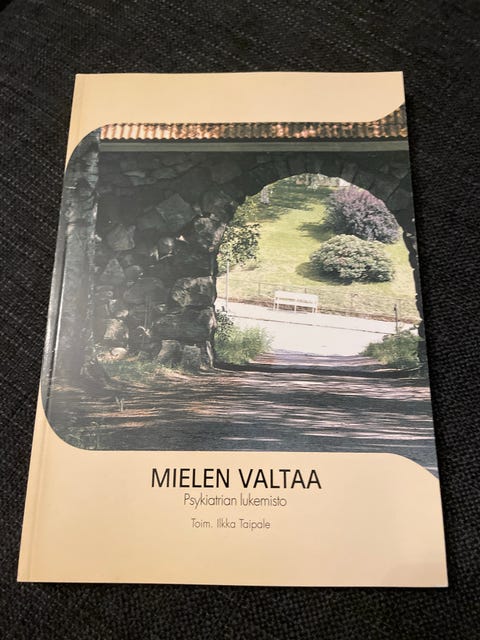 MIELEN VALTAA
Psykiatrian lukemisto
Toim. Ilkka Taipale